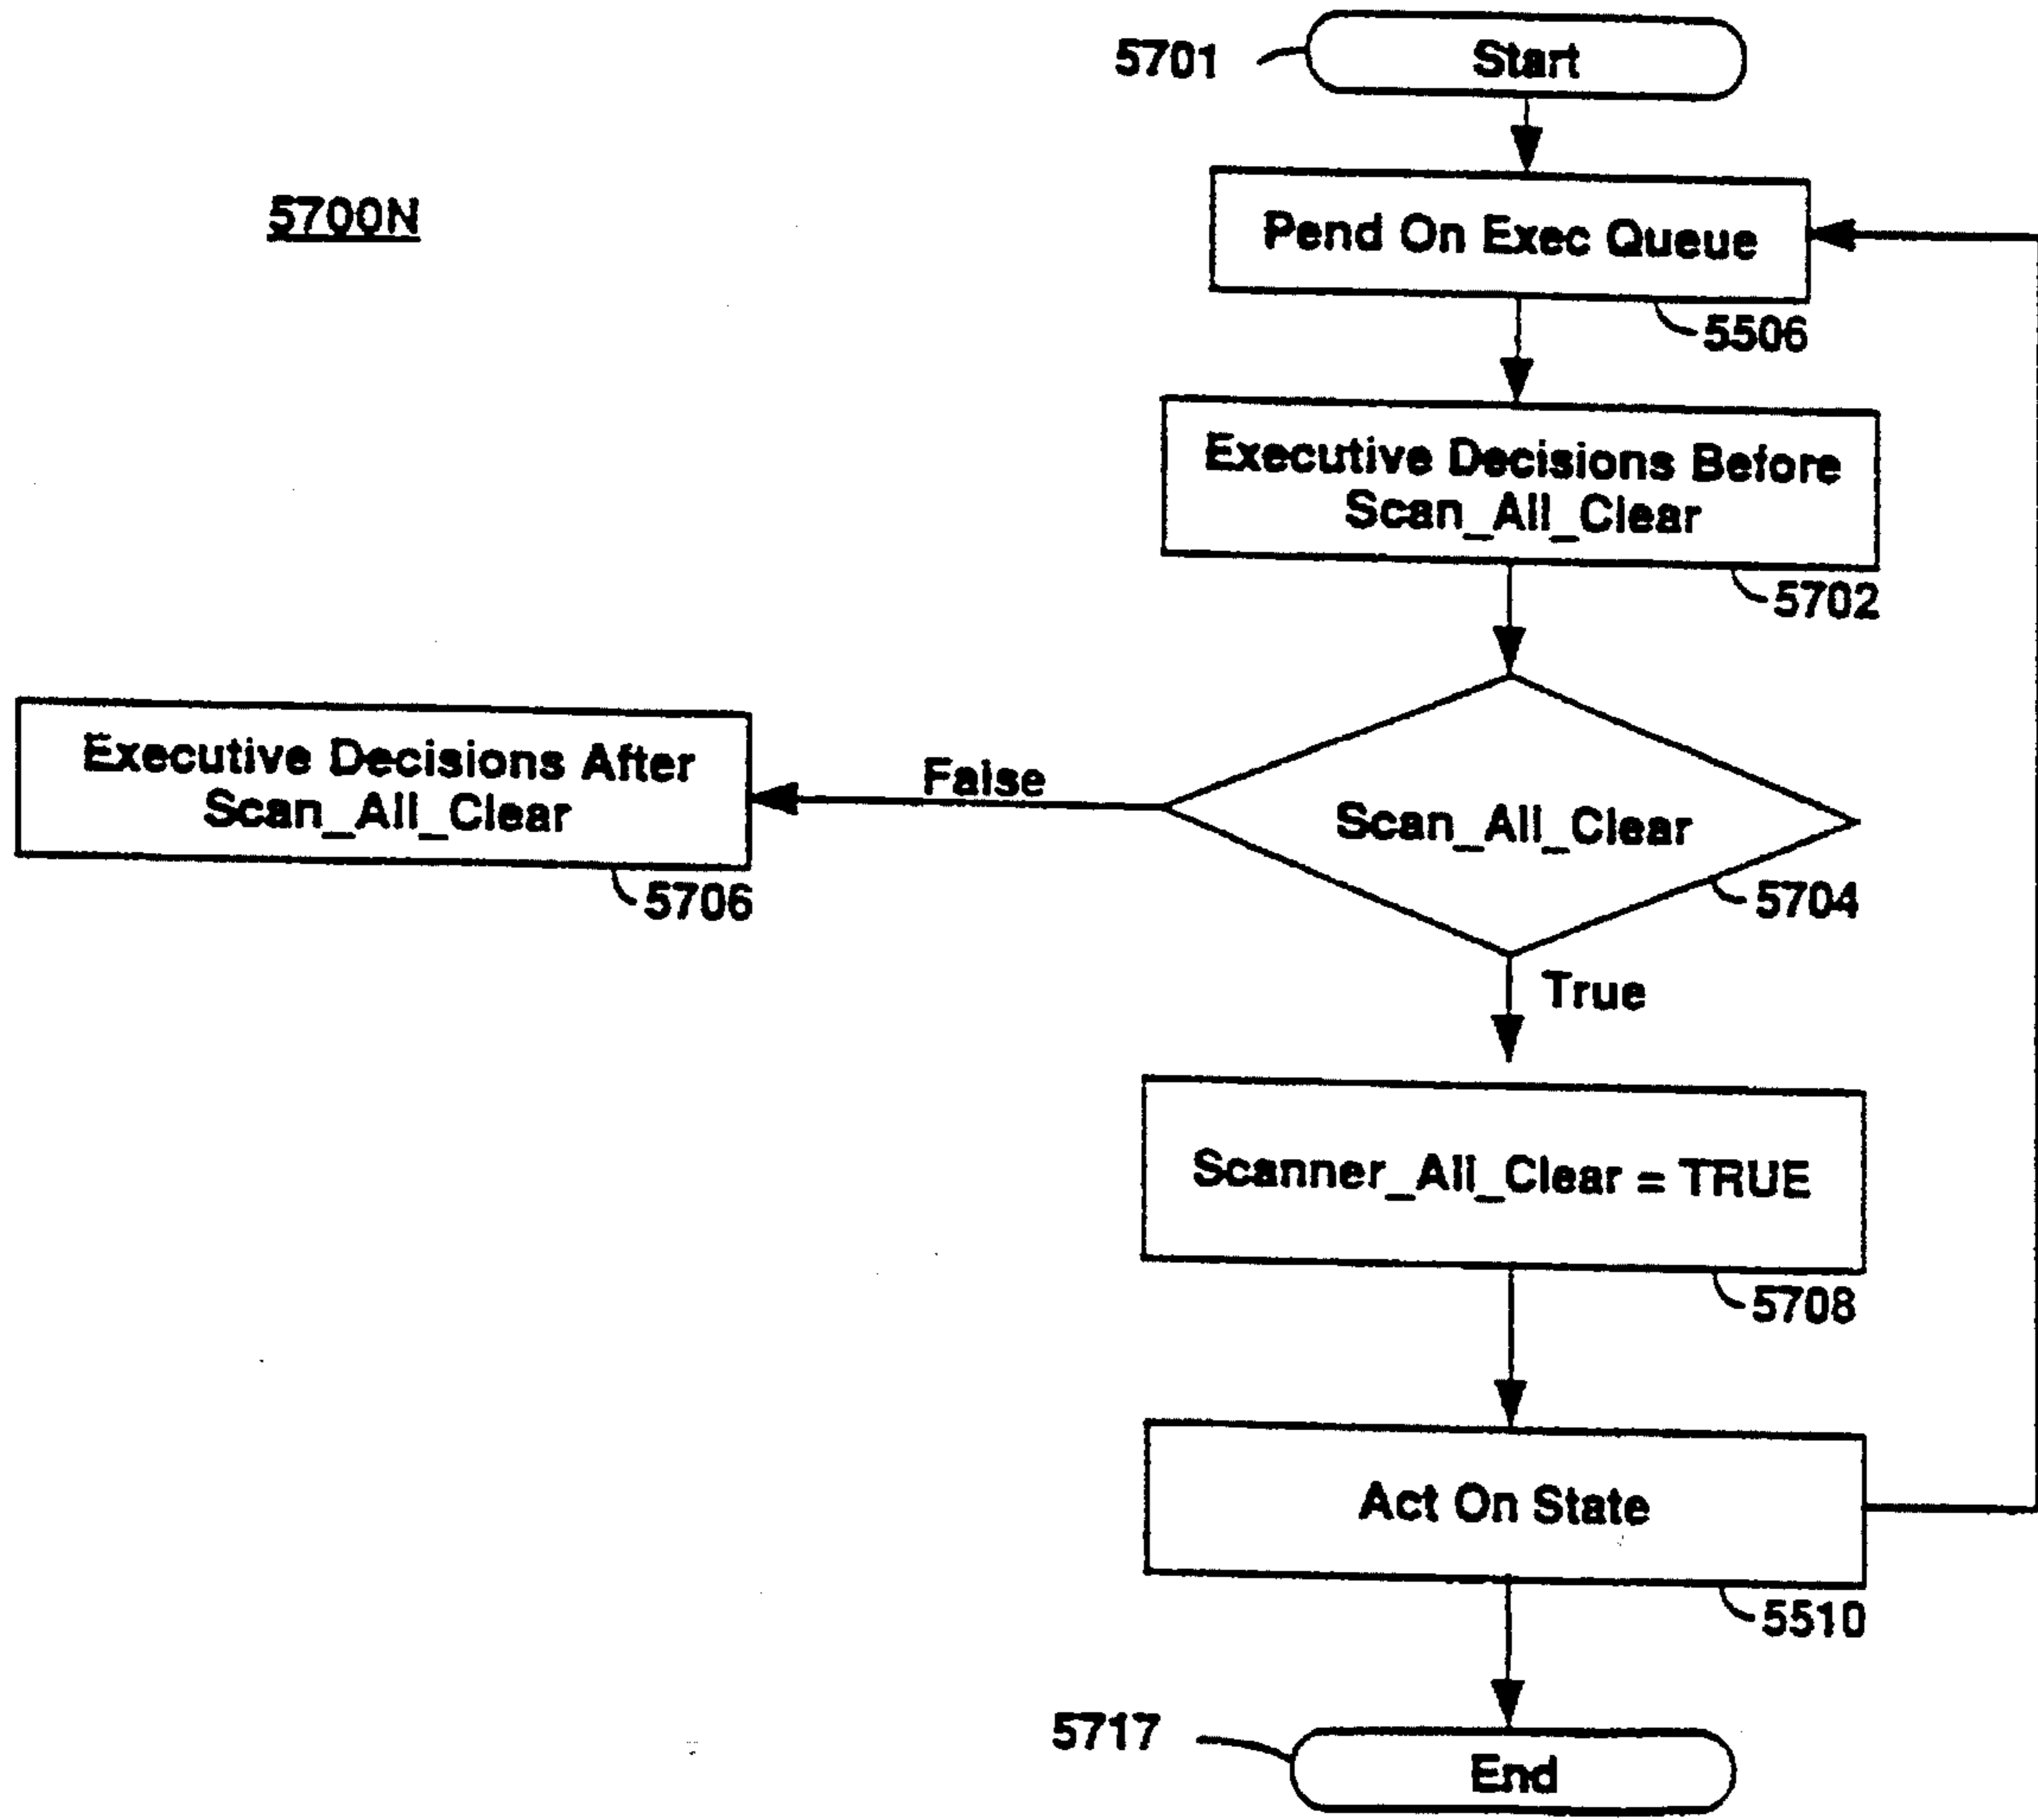 5701
Start
5700N
Pend On Exec Queue
5506
Executive Decisions Before
Scan_All_Clear
5702
Executive Decisions After
Scan_All_Clear
5706
False
Scan_All_Clear
5704
True
Scanner_All_Clear = TRUE
5708
Act On State
5510
5717
End